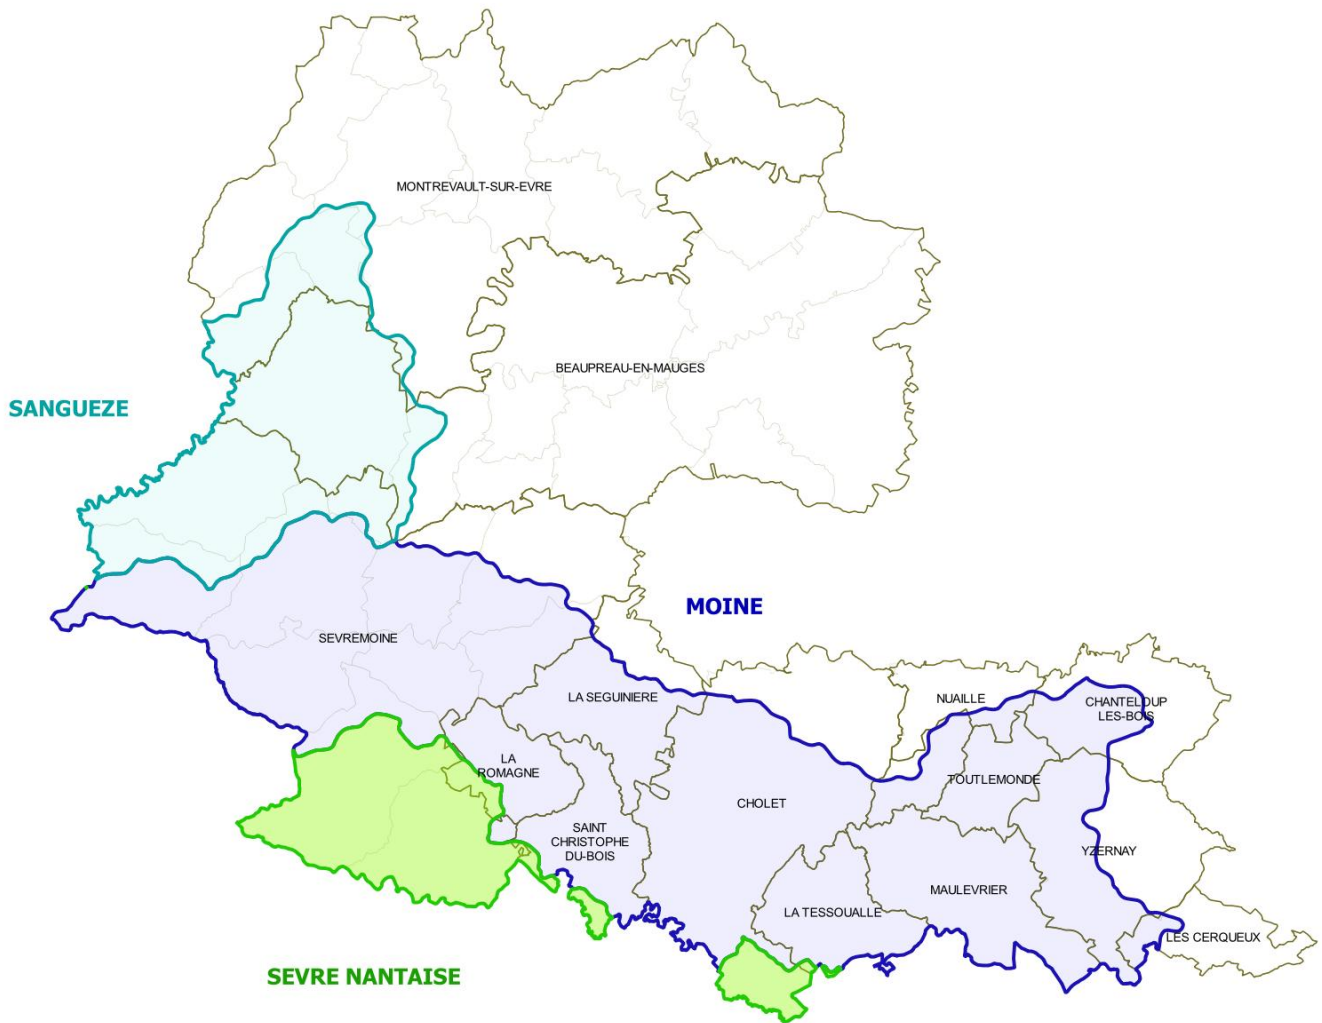 MONTREVAULT-SUR-EVRE
BEAUPREAU-EN-MAUGES
SANGUEZE
MOINE
SEVREMOINE
LA SEGUINIERE
NUAILLE
CHANTELOUP
LES-BOIS
LA
ROMAGNE
TOUTLEMONDE
CHOLET
SAINT
CHRISTOPHE
DU-BOIS
YZERNAY
MAULEVRIER
LA TESSOUALLE
LES CERQUEUX
SEVRE NANTAISE